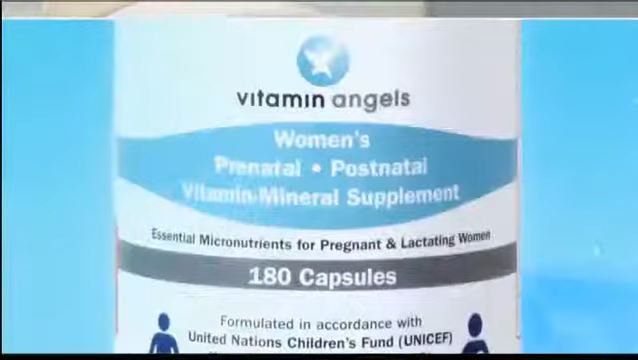 vitamin angels
Women's
Prenatal • Postnatal
Vitamin-Mineral Supplement
Essential Micronutrients for Pregnant & Lactating Women
180 Capsules
Formulated in accordance with
United Nations Children's Fund (UNICEF)